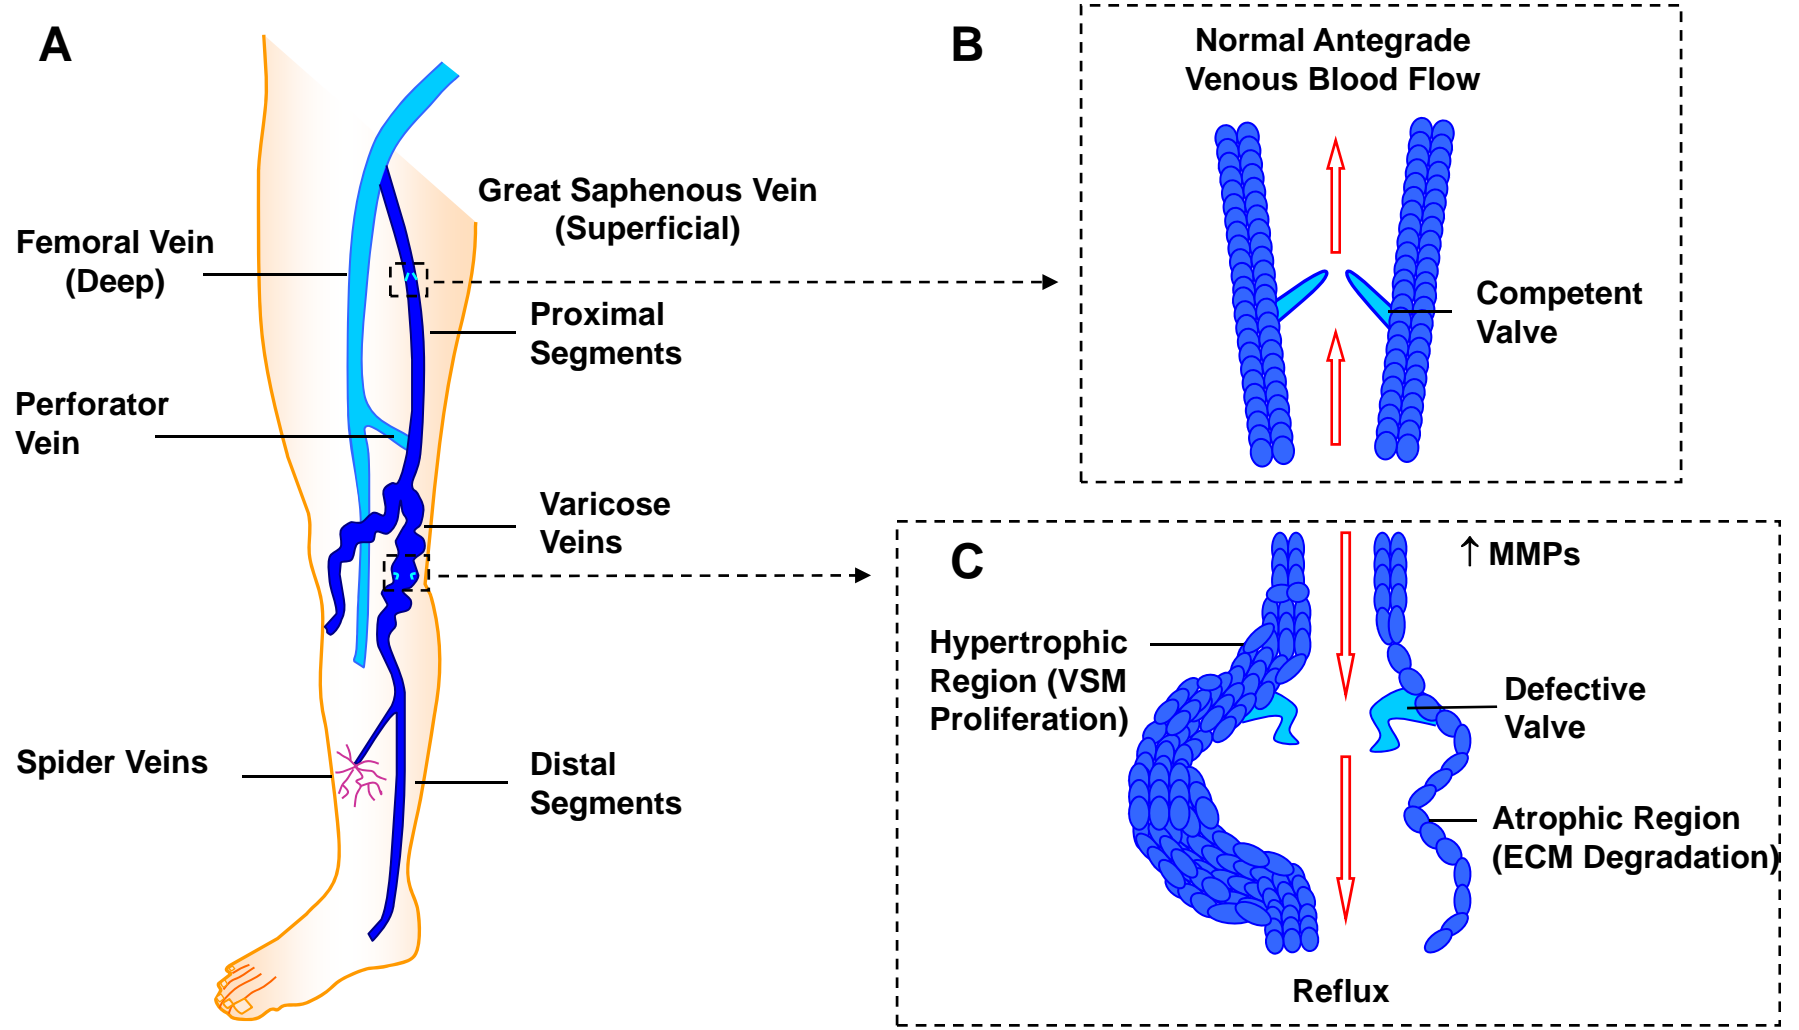 A
Great Saphenous Vein
(Superficial)
Femoral Vein
(Deep)
Proximal
Segments
Perforator
Vein
Varicose
Veins
Spider Veins
Distal
Segments
B
Normal Antegrade
Venous Blood Flow
Competent
Valve
C
↑ MMPs
Hypertrophic
Region (VSM
Proliferation)
Defective
Valve
Atrophic Region
(ECM Degradation)
Reflux